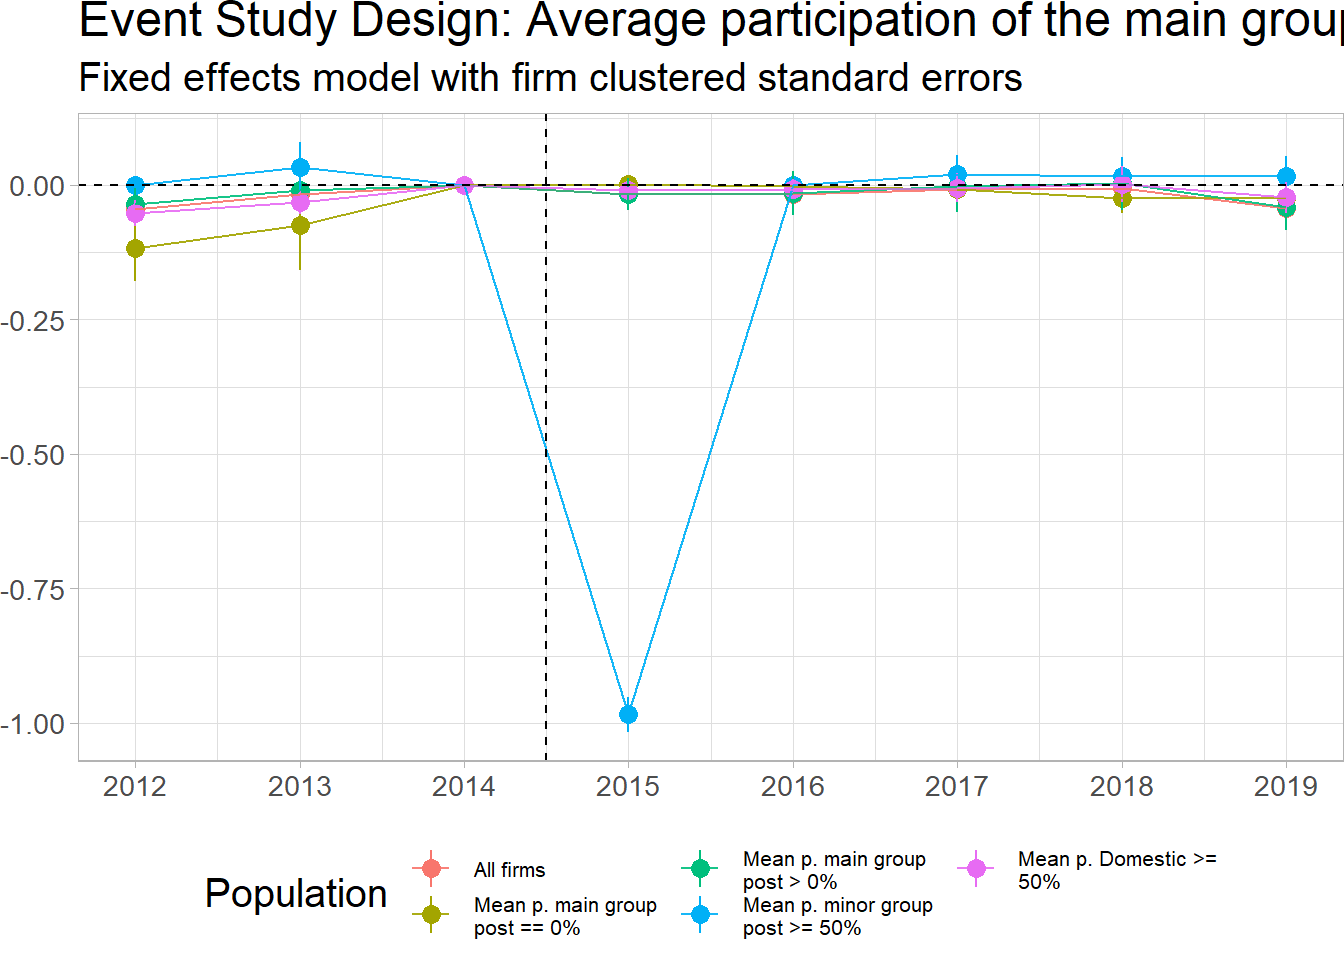 Event Study Design: Average participation of the main group
Fixed effects model with firm clustered standard errors
0.00
-0.25
-0.50
-0.75
-1.00
2012 2013 2014 2015 2016 2017 2018 2019
Population
All firms
Mean p. main group
post == 0%
Mean p. main group
post > 0%
Mean p. minor group
post >= 50%
Mean p. Domestic >=
50%